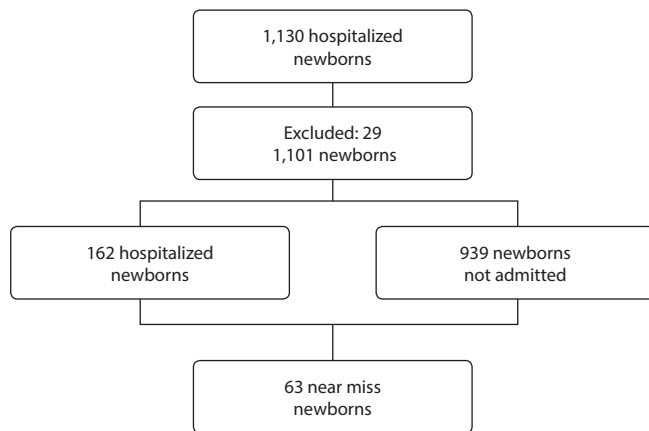 1,130 hospitalized
newborns
Excluded: 29
1,101 newborns
162 hospitalized
newborns
939 newborns
not admitted
63 near miss
newborns